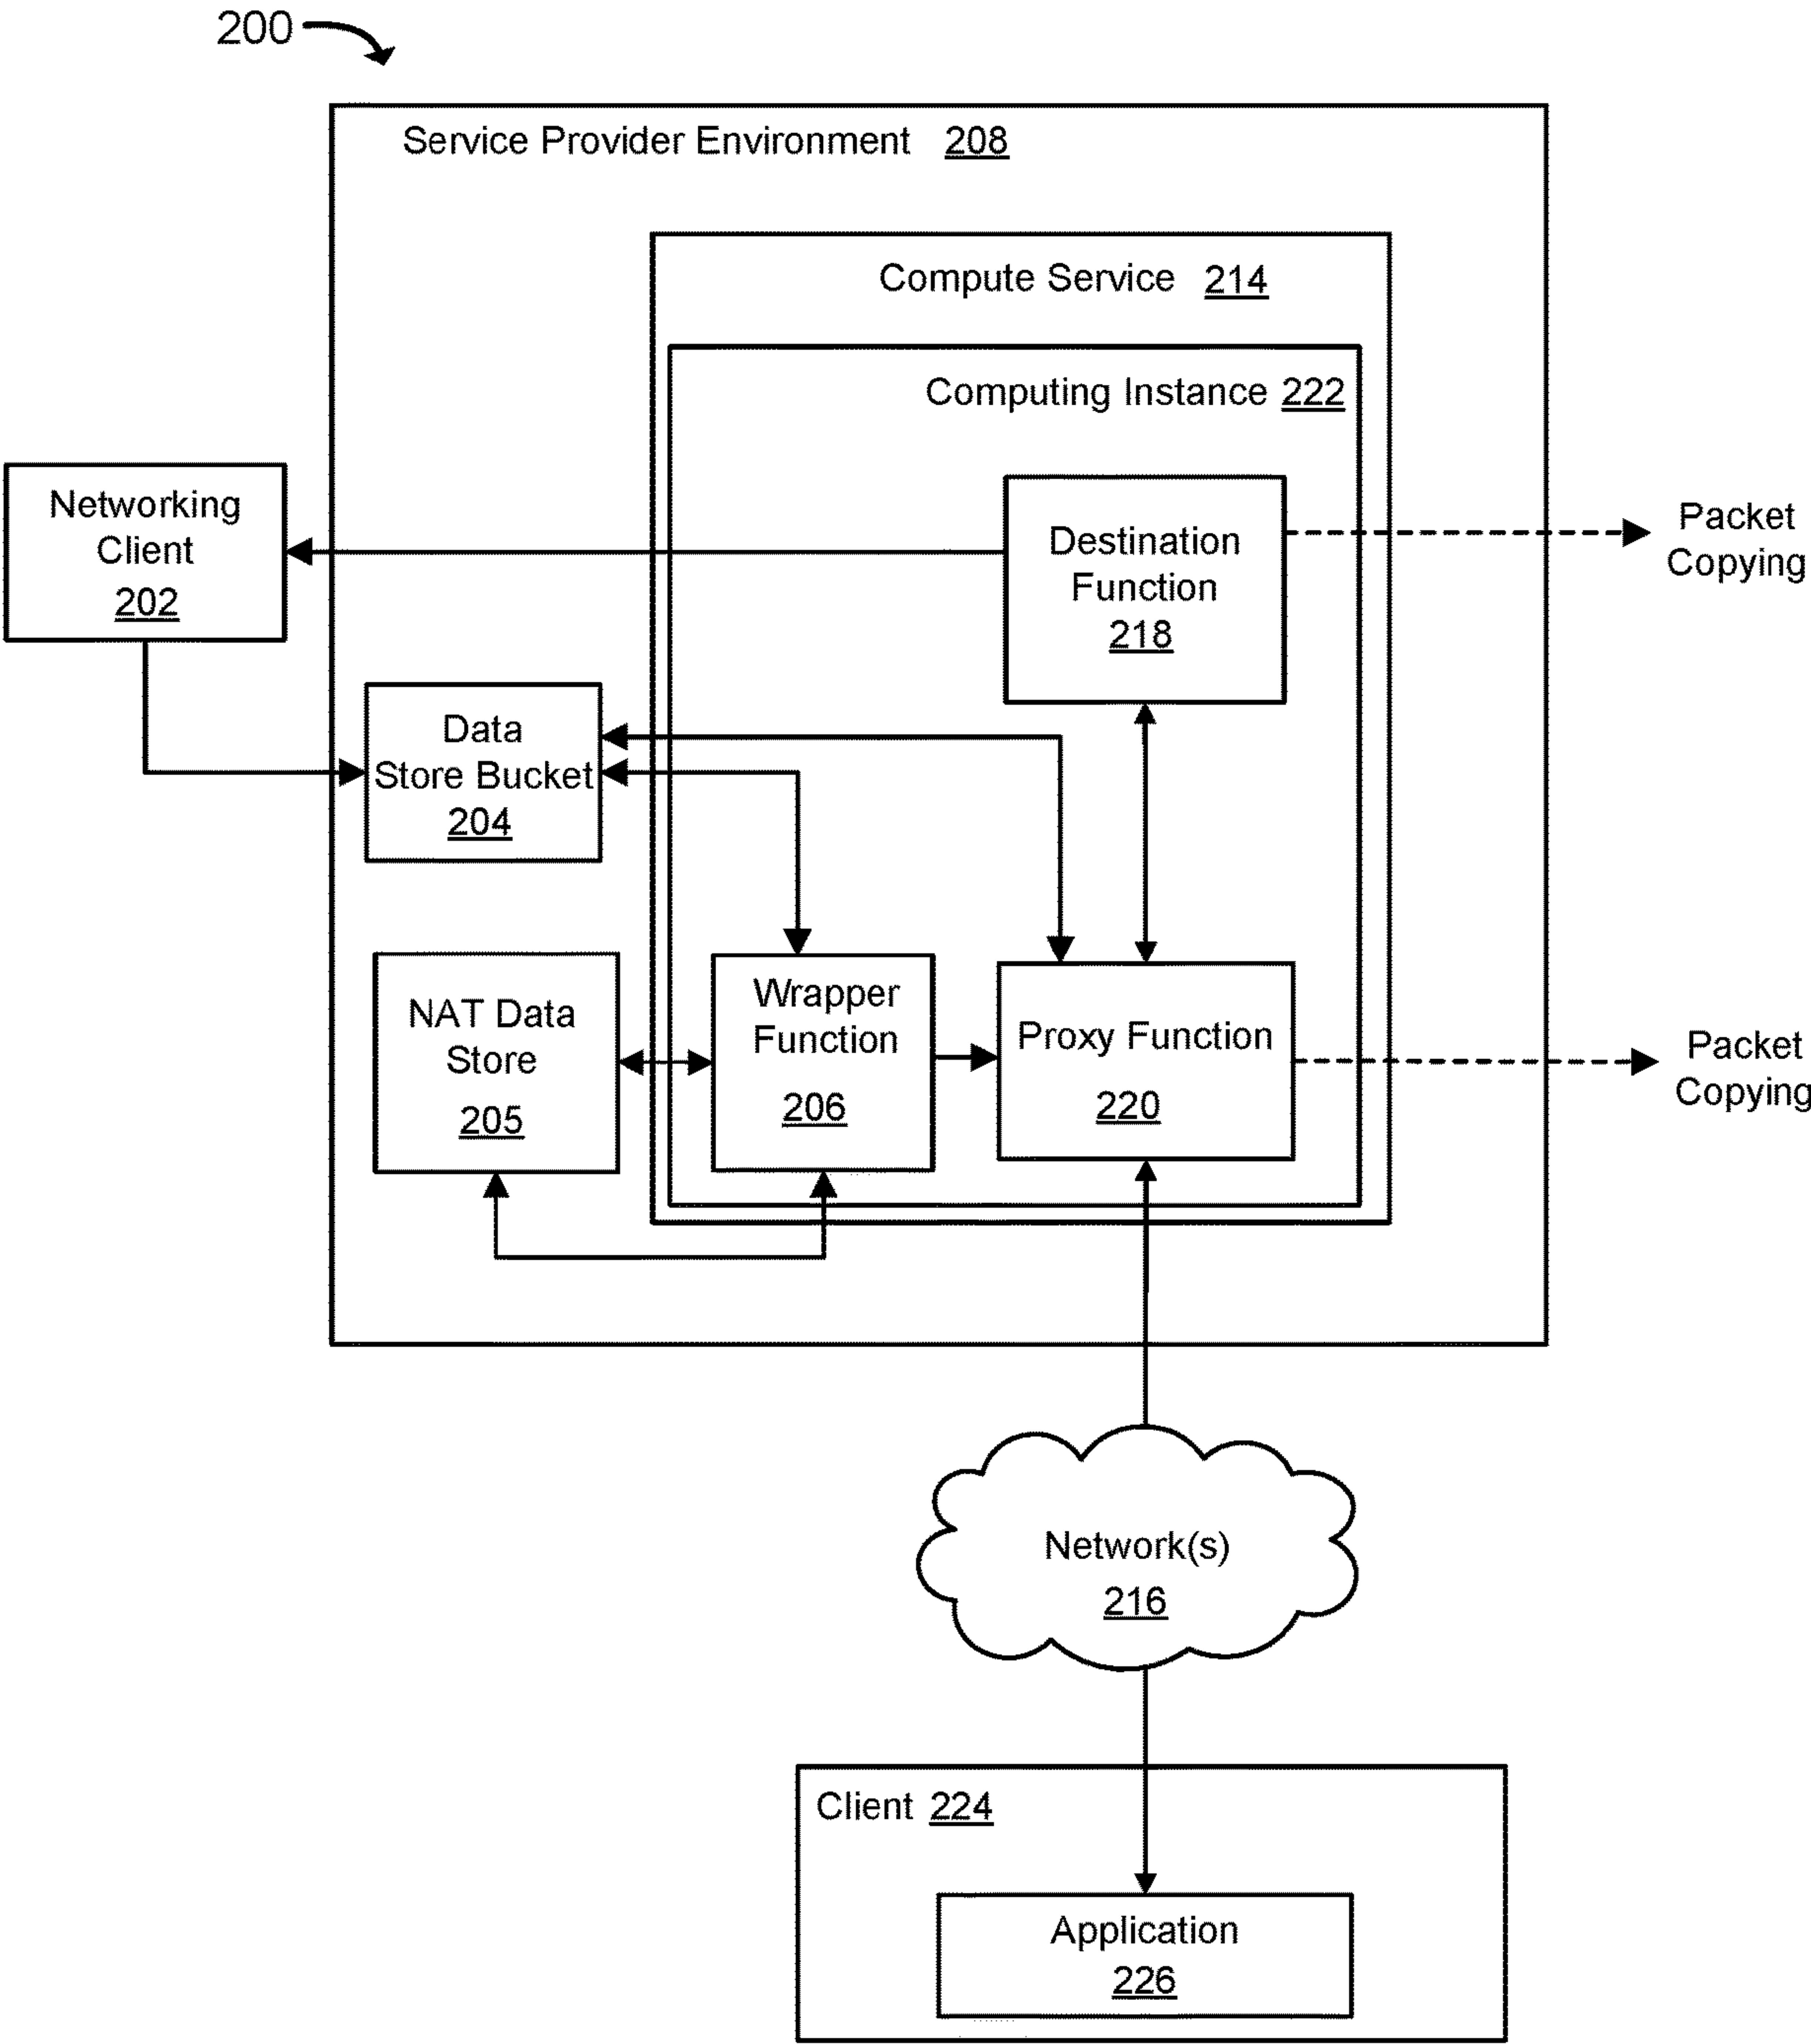 200
Service Provider Environment 208
Compute Service 214
Computing Instance 222
Networking
Client
202
Destination
Function
218
Packet
Copying
Data
Store Bucket
204
NAT Data
Store
205
Wrapper
Function
206
Proxy Function
220
Packet
Copying
Network(s)
216
Client 224
Application
226